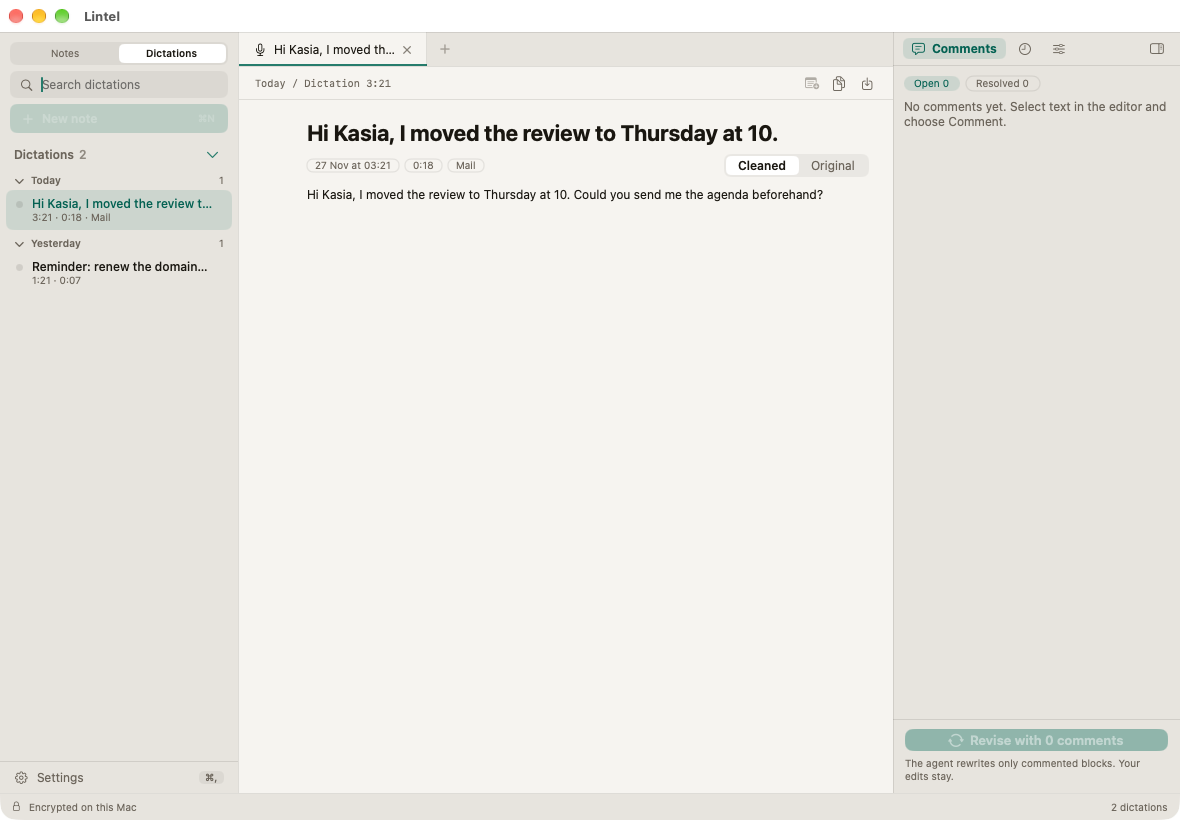 Lintel
Notes
Dictations
Search dictations
+ New note ⌘N
Dictations 2
Today 1
Hi Kasia, I moved the review t...
3:21 · 0:18 · Mail
Yesterday 1
Reminder: renew the domain...
1:21 · 0:07
Settings ⌘,
Encrypted on this Mac
Hi Kasia, I moved th...
Today / Dictation 3:21
Hi Kasia, I moved the review to Thursday at 10.
27 Nov at 03:21 0:18 Mail
Cleaned Original
Hi Kasia, I moved the review to Thursday at 10. Could you send me the agenda beforehand?
Comments
Open 0 Resolved 0
No comments yet. Select text in the editor and
choose Comment.
Revise with 0 comments
The agent rewrites only commented blocks. Your
edits stay.
2 dictations